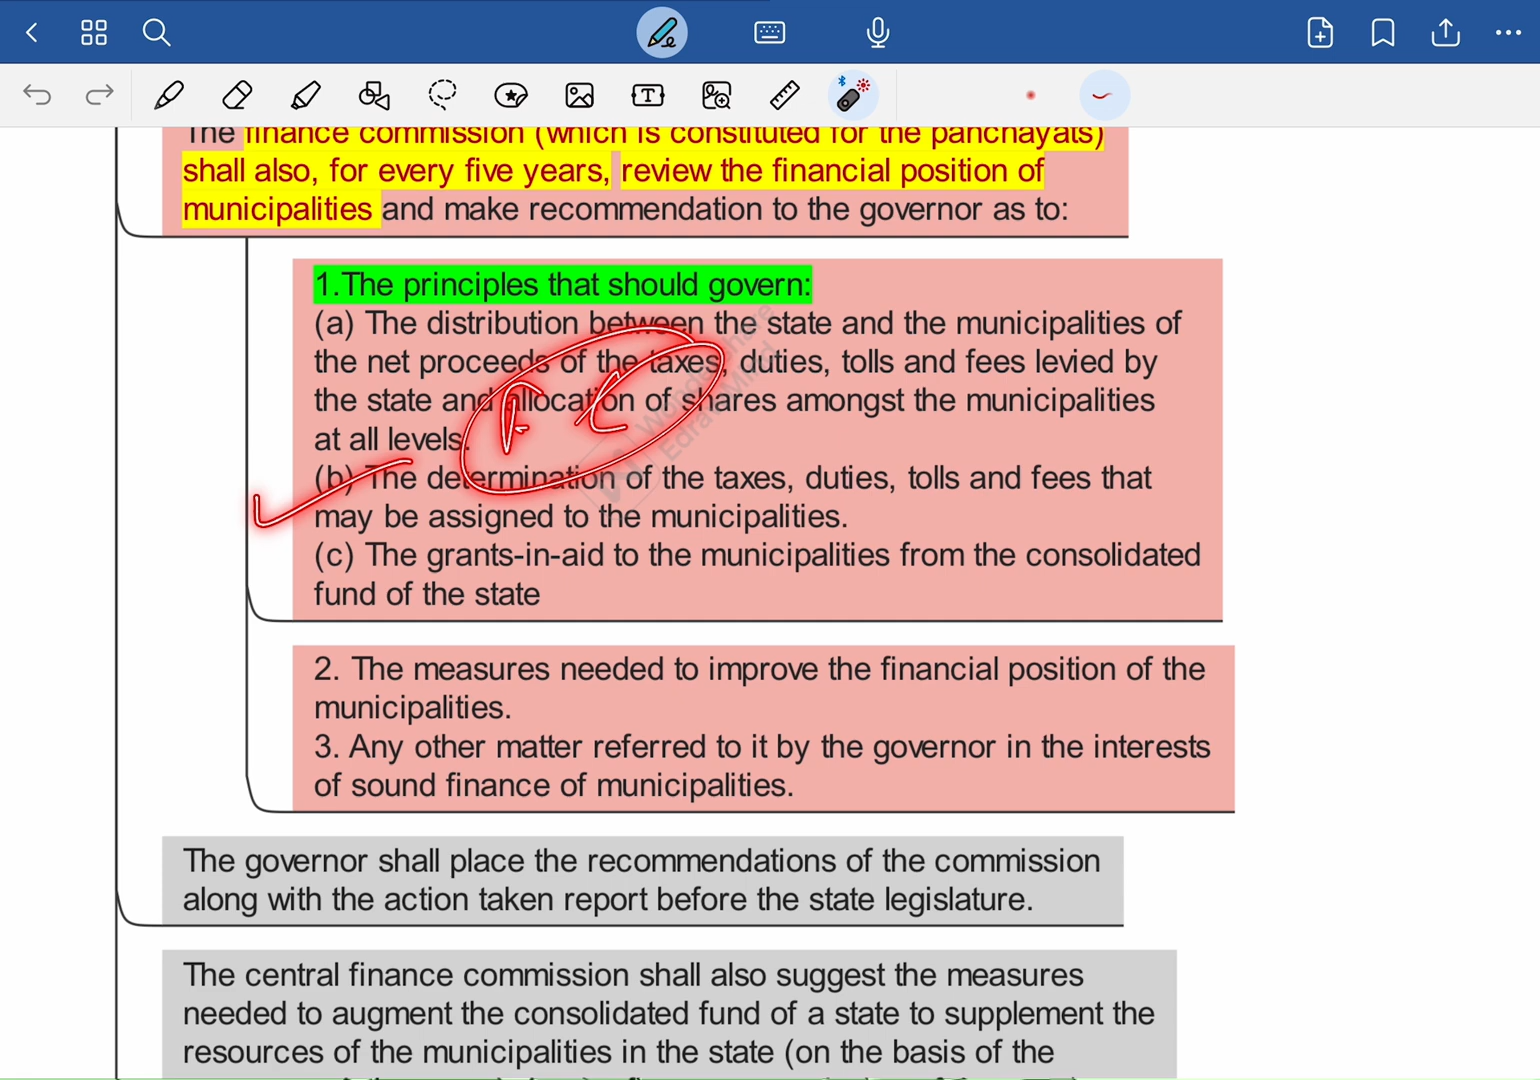 The finance commission (which is constituted for the panchayats)
shall also, for every five years, review the financial position of
municipalities and make recommendation to the governor as to:
1.The principles that should govern:
(a) The distribution between the state and the municipalities of
the net proceeds of the taxes, duties, tolls and fees levied by
the state and allocation of shares amongst the municipalities
at all levels.
FC
(b) The determination of the taxes, duties, tolls and fees that
may be assigned to the municipalities.
(c) The grants-in-aid to the municipalities from the consolidated
fund of the state
Wondershare
EdrawMind
2. The measures needed to improve the financial position of the
municipalities.
3. Any other matter referred to it by the governor in the interests
of sound finance of municipalities.
The governor shall place the recommendations of the commission
along with the action taken report before the state legislature.
The central finance commission shall also suggest the measures
needed to augment the consolidated fund of a state to supplement the
resources of the municipalities in the state (on the basis of the